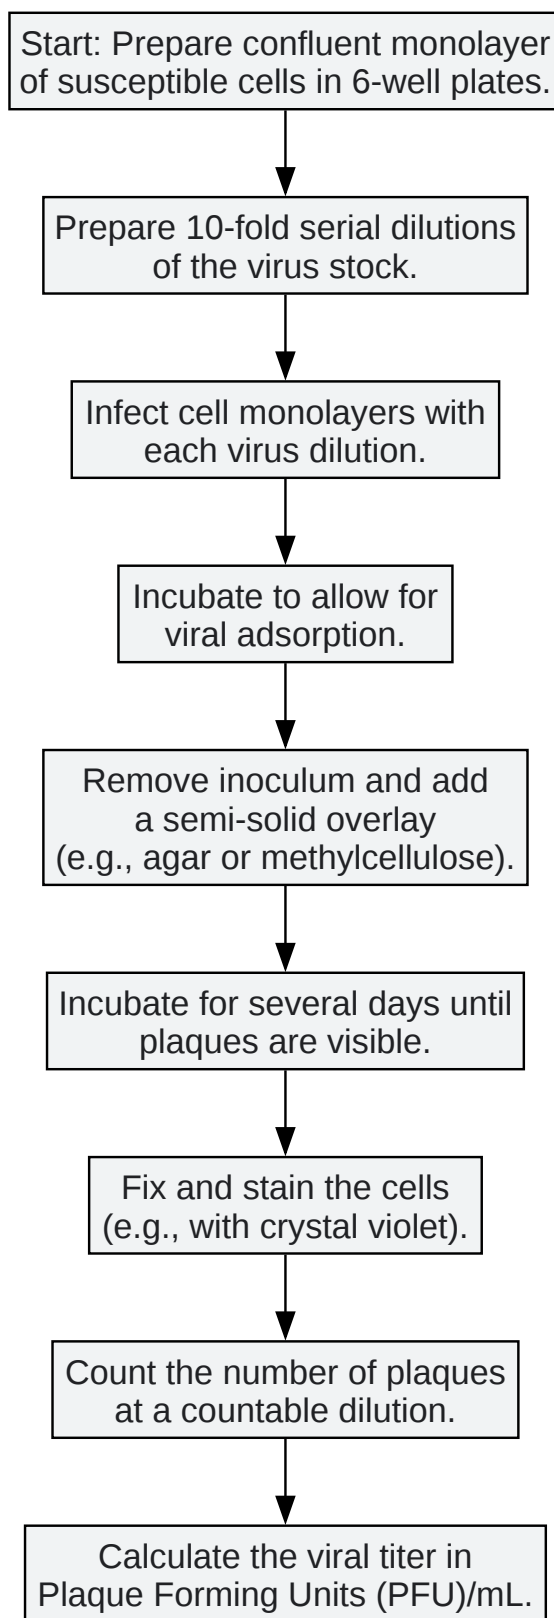 Start: Prepare confluent monolayer
of susceptible cells in 6-well plates.
Prepare 10-fold serial dilutions
of the virus stock.
Infect cell monolayers with
each virus dilution.
Incubate to allow for
viral adsorption.
Remove inoculum and add
a semi-solid overlay
(e.g., agar or methylcellulose).
Incubate for several days until
plaques are visible.
Fix and stain the cells
(e.g., with crystal violet).
Count the number of plaques
at a countable dilution.
Calculate the viral titer in
Plaque Forming Units (PFU)/mL.